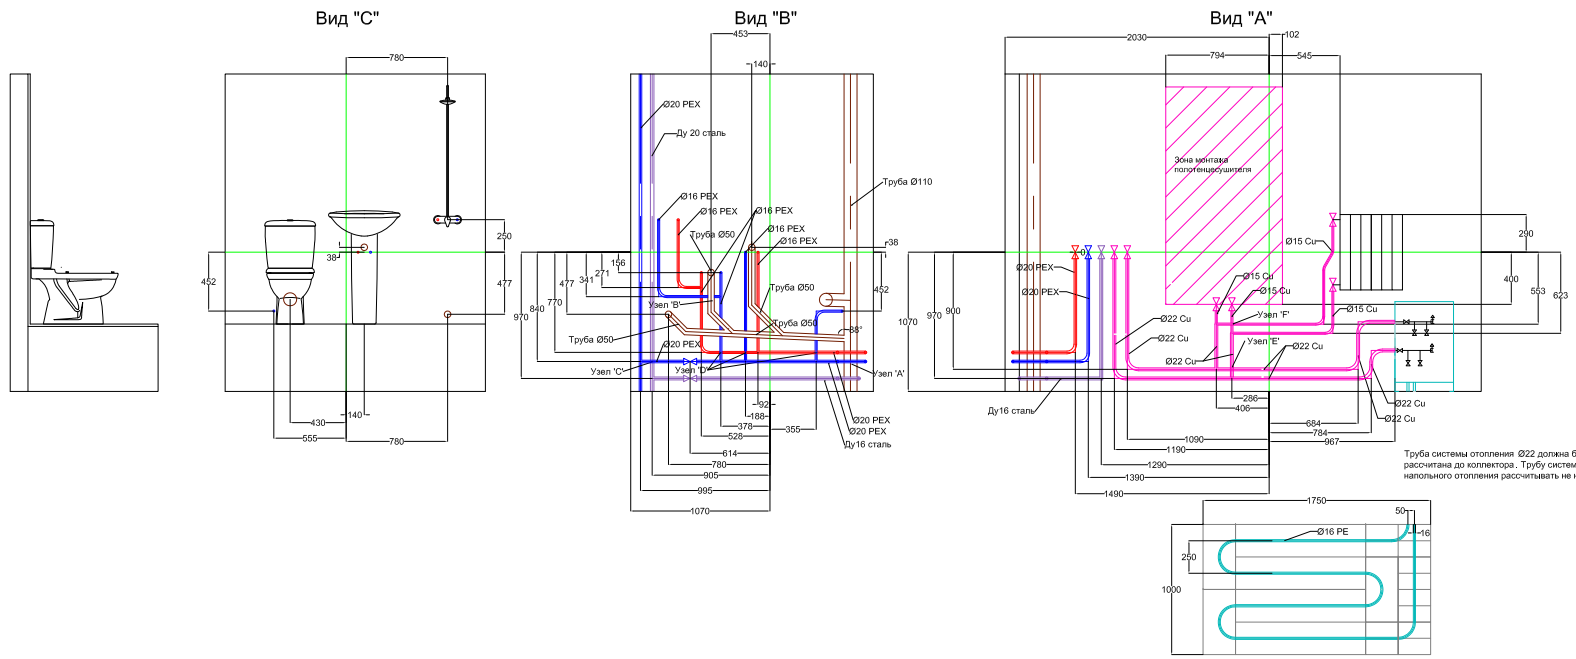 Вид "С"
Вид "В"
Вид "А"
780
38
250
477
452
140
430
555
780
453
140
Ø20 PEX
Ду 20 сталь
Труба Ø110
Ø16 PEX
Ø16 PEX
Ø16 PEX
Труба Ø50
Ø16 PEX
Ø16 PEX
38
156
271
341
477
770
840
970
452
Узел 'В'
Труба Ø50
Труба Ø50
Труба Ø50
88°
Ø20 PEX
Узел 'С'
Узел 'D'
Узел 'А'
92
188
378
355
528
614
780
905
995
1070
Ø20 PEX
Ø20 PEX
Ду16 сталь
2030
102
794
545
Зона монтажа
полотенцесушителя
Ø15 Cu
290
400
553
623
0
Ø20 PEX
Ø20 PEX
Ø15 Cu
Ø15 Cu
Ø15 Cu
Узел 'F'
Ø22 Cu
Ø22 Cu
Узел 'Е'
Ø22 Cu
Ø22 Cu
900
970
1070
Ду16 сталь
Ø22 Cu
Ø22 Cu
286
406
684
784
967
1090
1190
1290
1390
1490
Труба системы отопления Ø22 должна б
рассчитана до коллектора. Трубу систем
напольного отопления рассчитывать не н
1750
50
16
Ø16 PE
250
1000